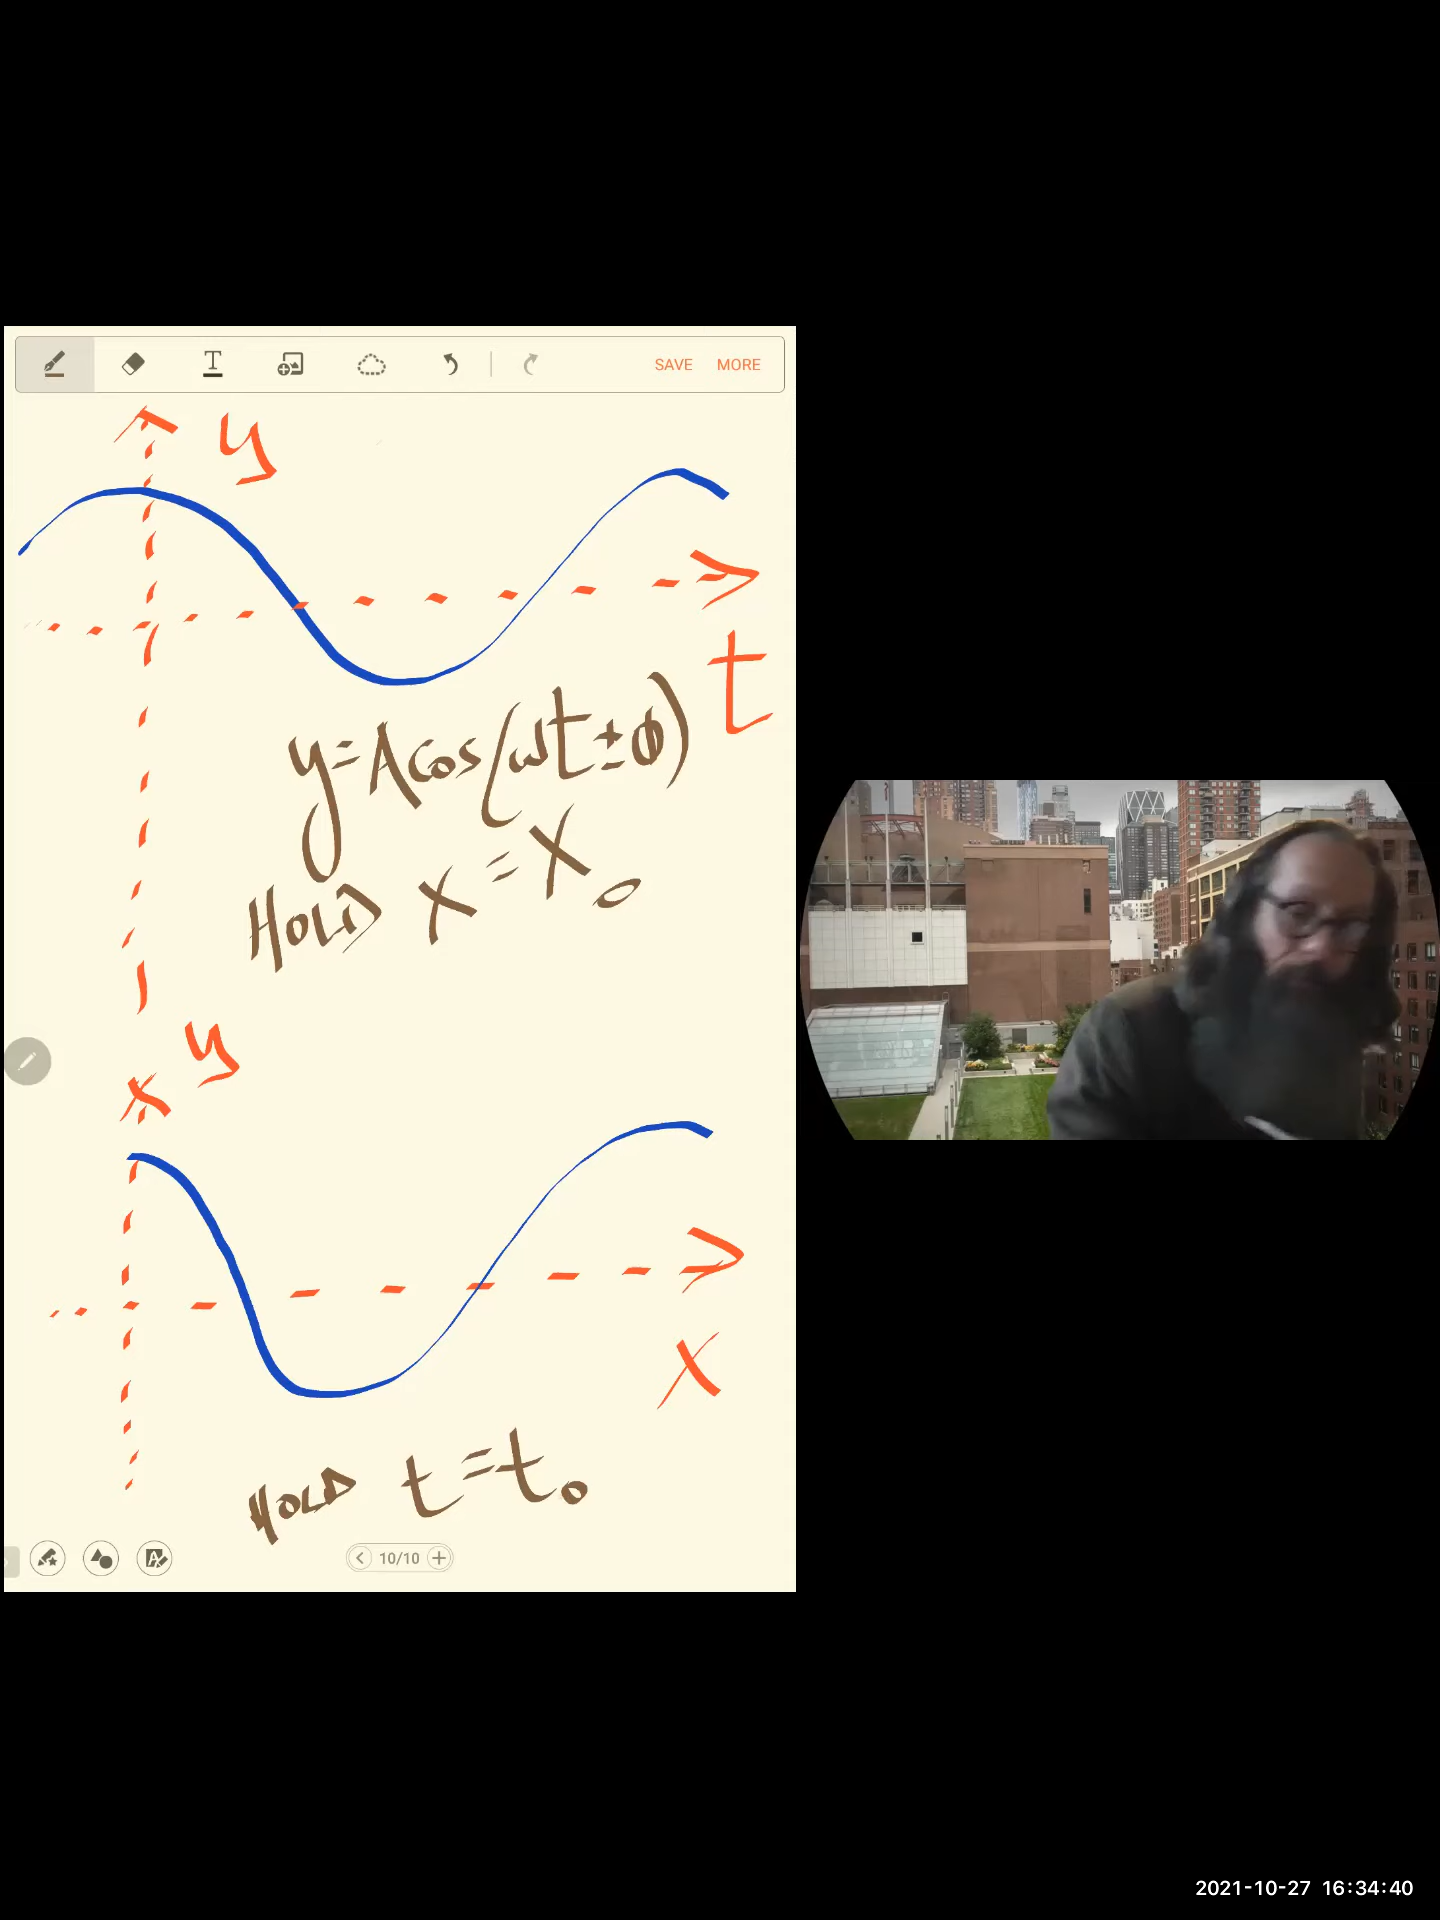 SAVE MORE
y
t
y=Acos(ωt±φ)
HOLD x=x₀
y
x
HOLD t=t₀
10/10
2021-10-27 16:34:40